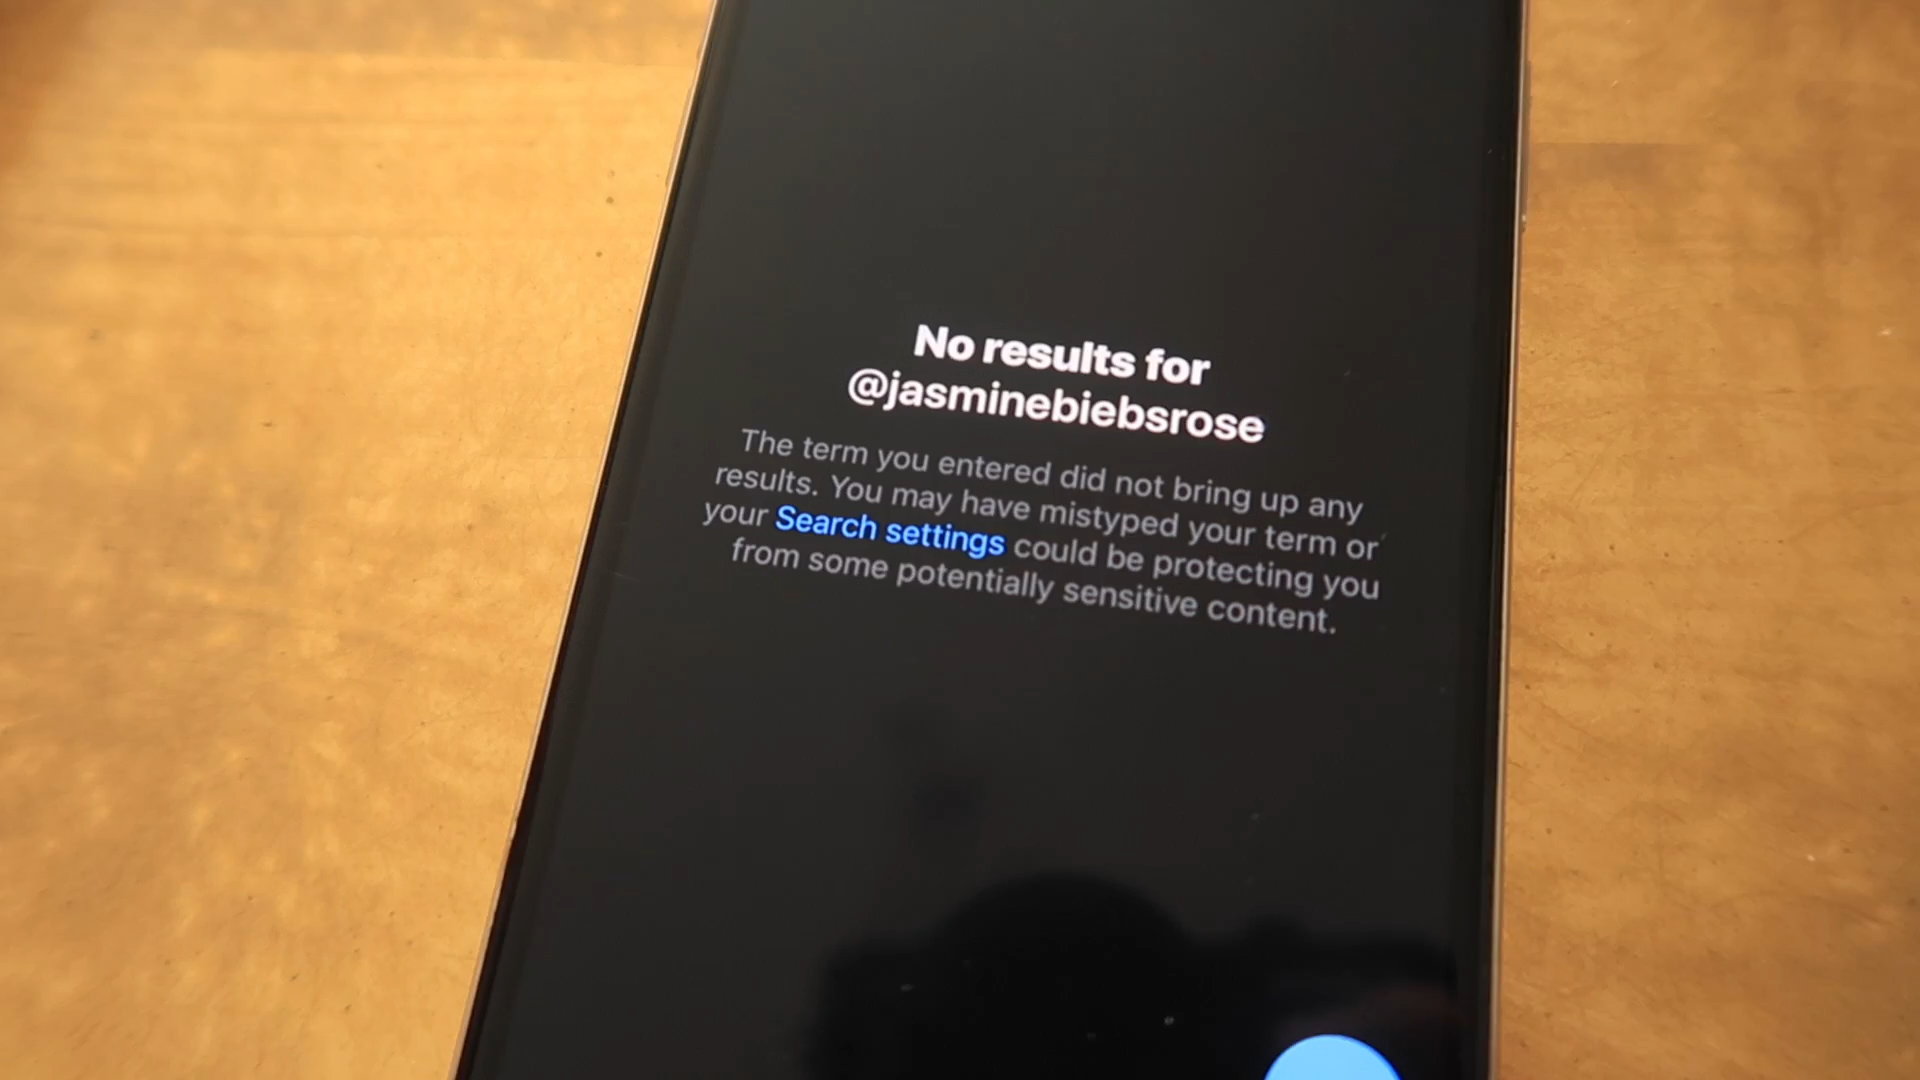 No results for
@jasminebiebsrose
The term you entered did not bring up any
results. You may have mistyped your term or
your Search settings could be protecting you
from some potentially sensitive content.